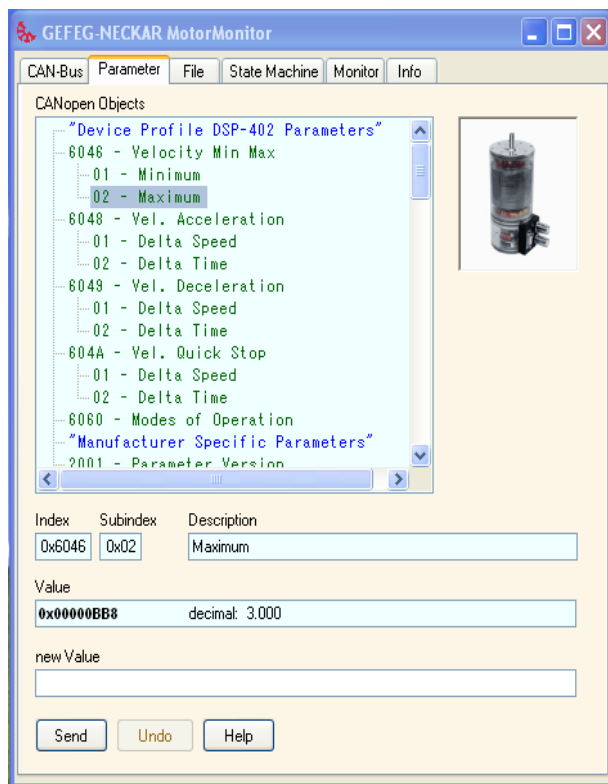 GEFEG-NECKAR MotorMonitor
CAN-Bus Parameter File State Machine Monitor Info
CANopen Objects
"Device Profile DSP-402 Parameters"
6046 - Velocity Min Max
01 - Minimum
02 - Maximum
6048 - Vel. Acceleration
01 - Delta Speed
02 - Delta Time
6049 - Vel. Deceleration
01 - Delta Speed
02 - Delta Time
604A - Vel. Quick Stop
01 - Delta Speed
02 - Delta Time
6060 - Modes of Operation
"Manufacturer Specific Parameters"
2001 - Parameter Version
Index Subindex Description
0x6046 0x02 Maximum
Value
0x00000BB8 decimal: 3.000
new Value
Send Undo Help